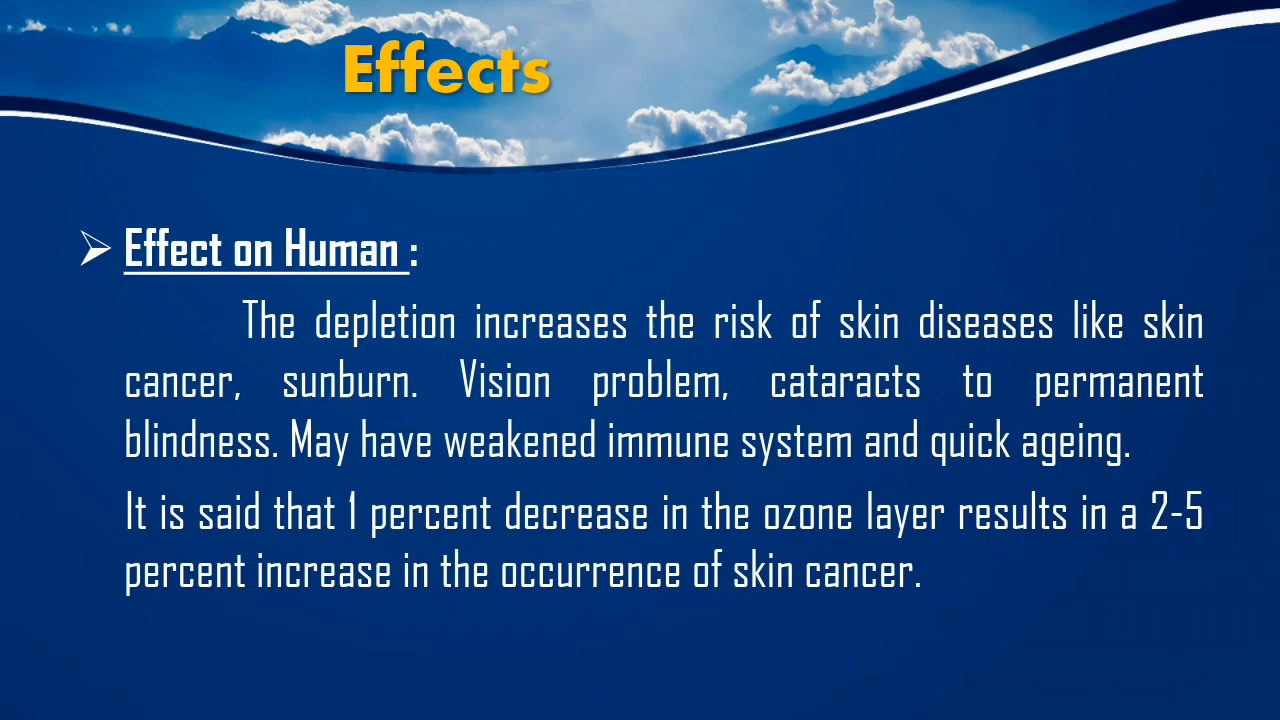 Effects
Effect on Human :
The depletion increases the risk of skin diseases like skin
cancer, sunburn. Vision problem, cataracts to permanent
blindness. May have weakened immune system and quick ageing.
It is said that 1 percent decrease in the ozone layer results in a 2-5
percent increase in the occurrence of skin cancer.